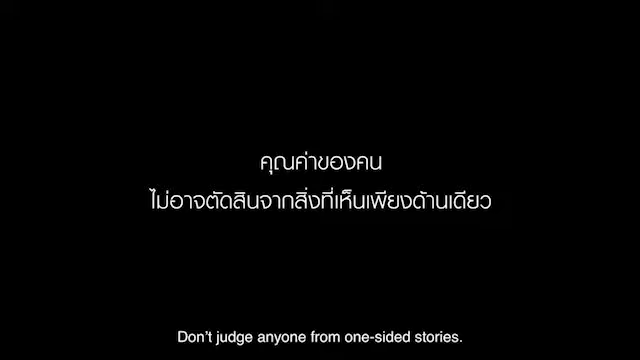 คุณค่าของคน
ไม่อาจตัดสินจากสิ่งที่เห็นเพียงด้านเดียว
Don't judge anyone from one-sided stories.